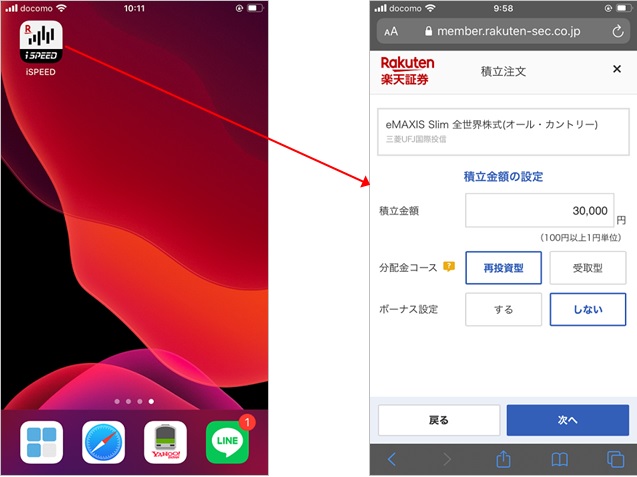 docomo 10:11
R
iSPEED
iSPEED
YAHOO!
LINE
1
docomo 9:58
AA member.rakuten-sec.co.jp
Rakuten
楽天証券
積立注文
×
eMAXIS Slim 全世界株式(オール・カントリー)
三菱UFJ国際投信
積立金額の設定
積立金額 30,000 円
(100円以上1円単位)
分配金コース ? 再投資型 受取型
ボーナス設定 する しない
戻る 次へ